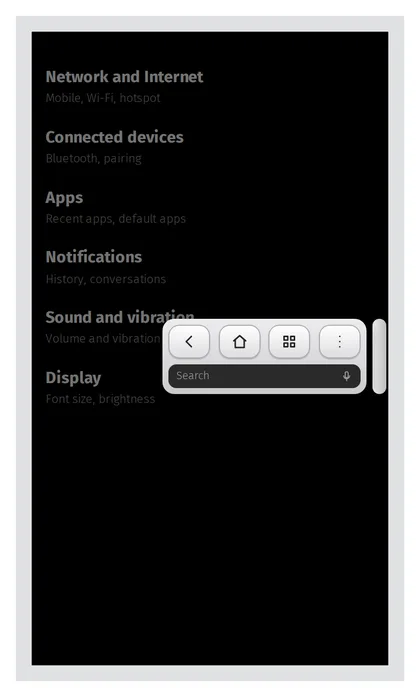 Network and Internet
Mobile, Wi-Fi, hotspot
Connected devices
Bluetooth, pairing
Apps
Recent apps, default apps
Notifications
History, conversations
Sound and vibration
Volume and vibration
Search
Display
Font size, brightness